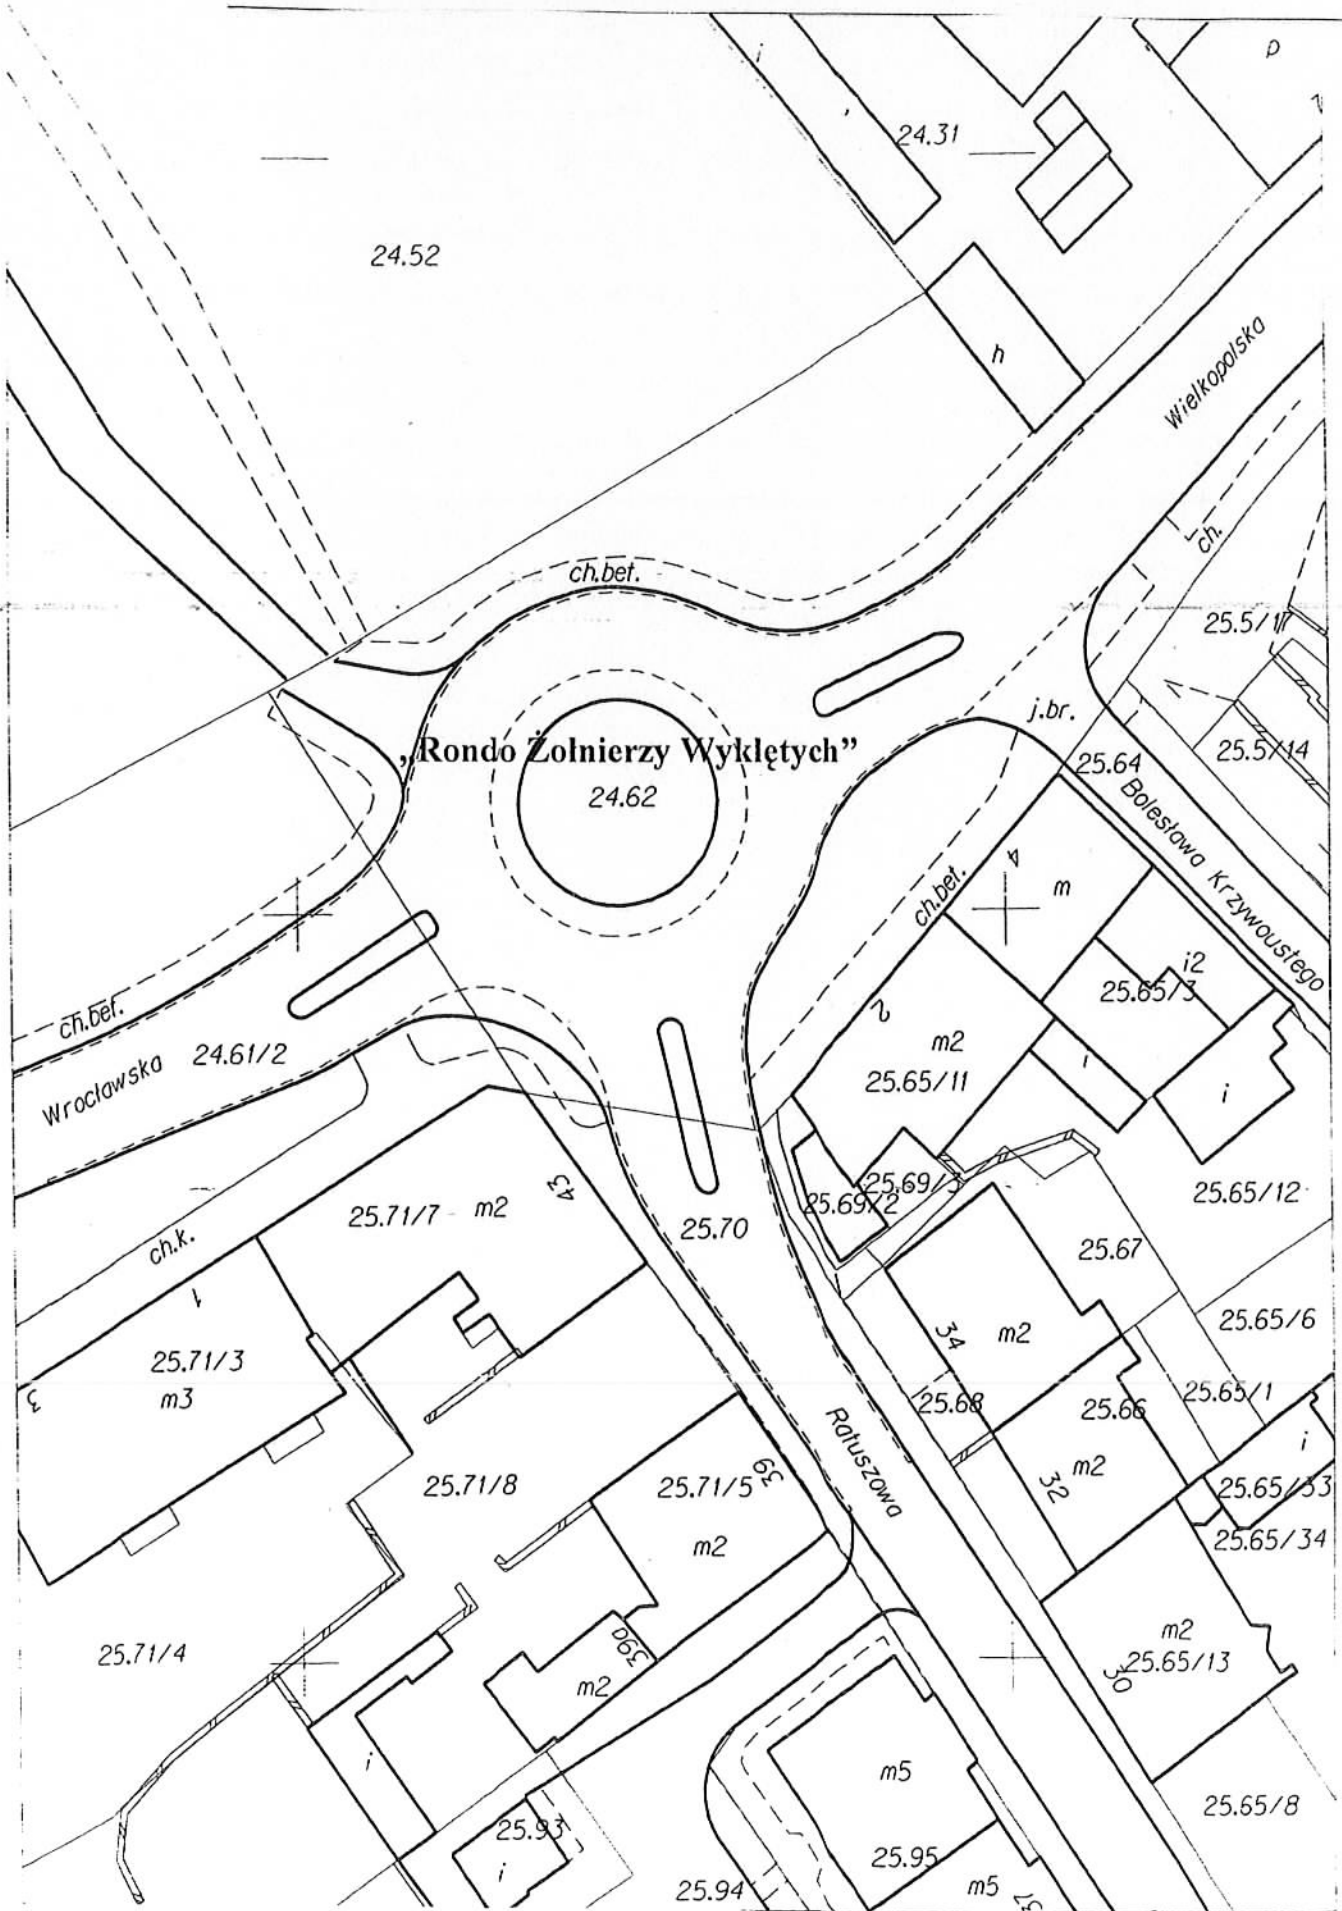 i
p
24.31
24.52
h
Wielkopolska
ch.bet.
ch.
25.5/17
j.br.
„Rondo Żołnierzy Wyklętych”
25.64
25.5/14
24.62
Bolesława Krzywoustego
4
m
ch.bet.
i2
25.65/3
2
ch.bet.
24.61/2
m2
i
25.65/11
Wrocławska
i
43
25.69/3
25.69/2
25.65/12
25.71/7
m2
25.70
ch.k.
25.67
1
34
m2
25.65/6
25.71/3
3
m3
25.68
25.66
25.65/1
Ratuszowa
i
39
m2
32
25.71/8
25.71/5
25.65/33
m2
25.65/34
25.71/4
39a
m2
m2
25.65/13
30
i
m5
25.65/8
25.93
i
25.95
25.94
m5
37